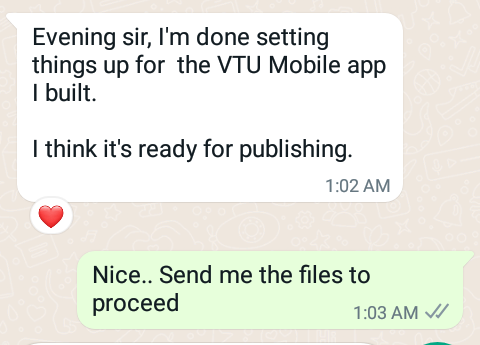 Evening sir, I'm done setting
things up for  the VTU Mobile app
I built.
I think it's ready for publishing.
1:02 AM
Nice.. Send me the files to
proceed
1:03 AM